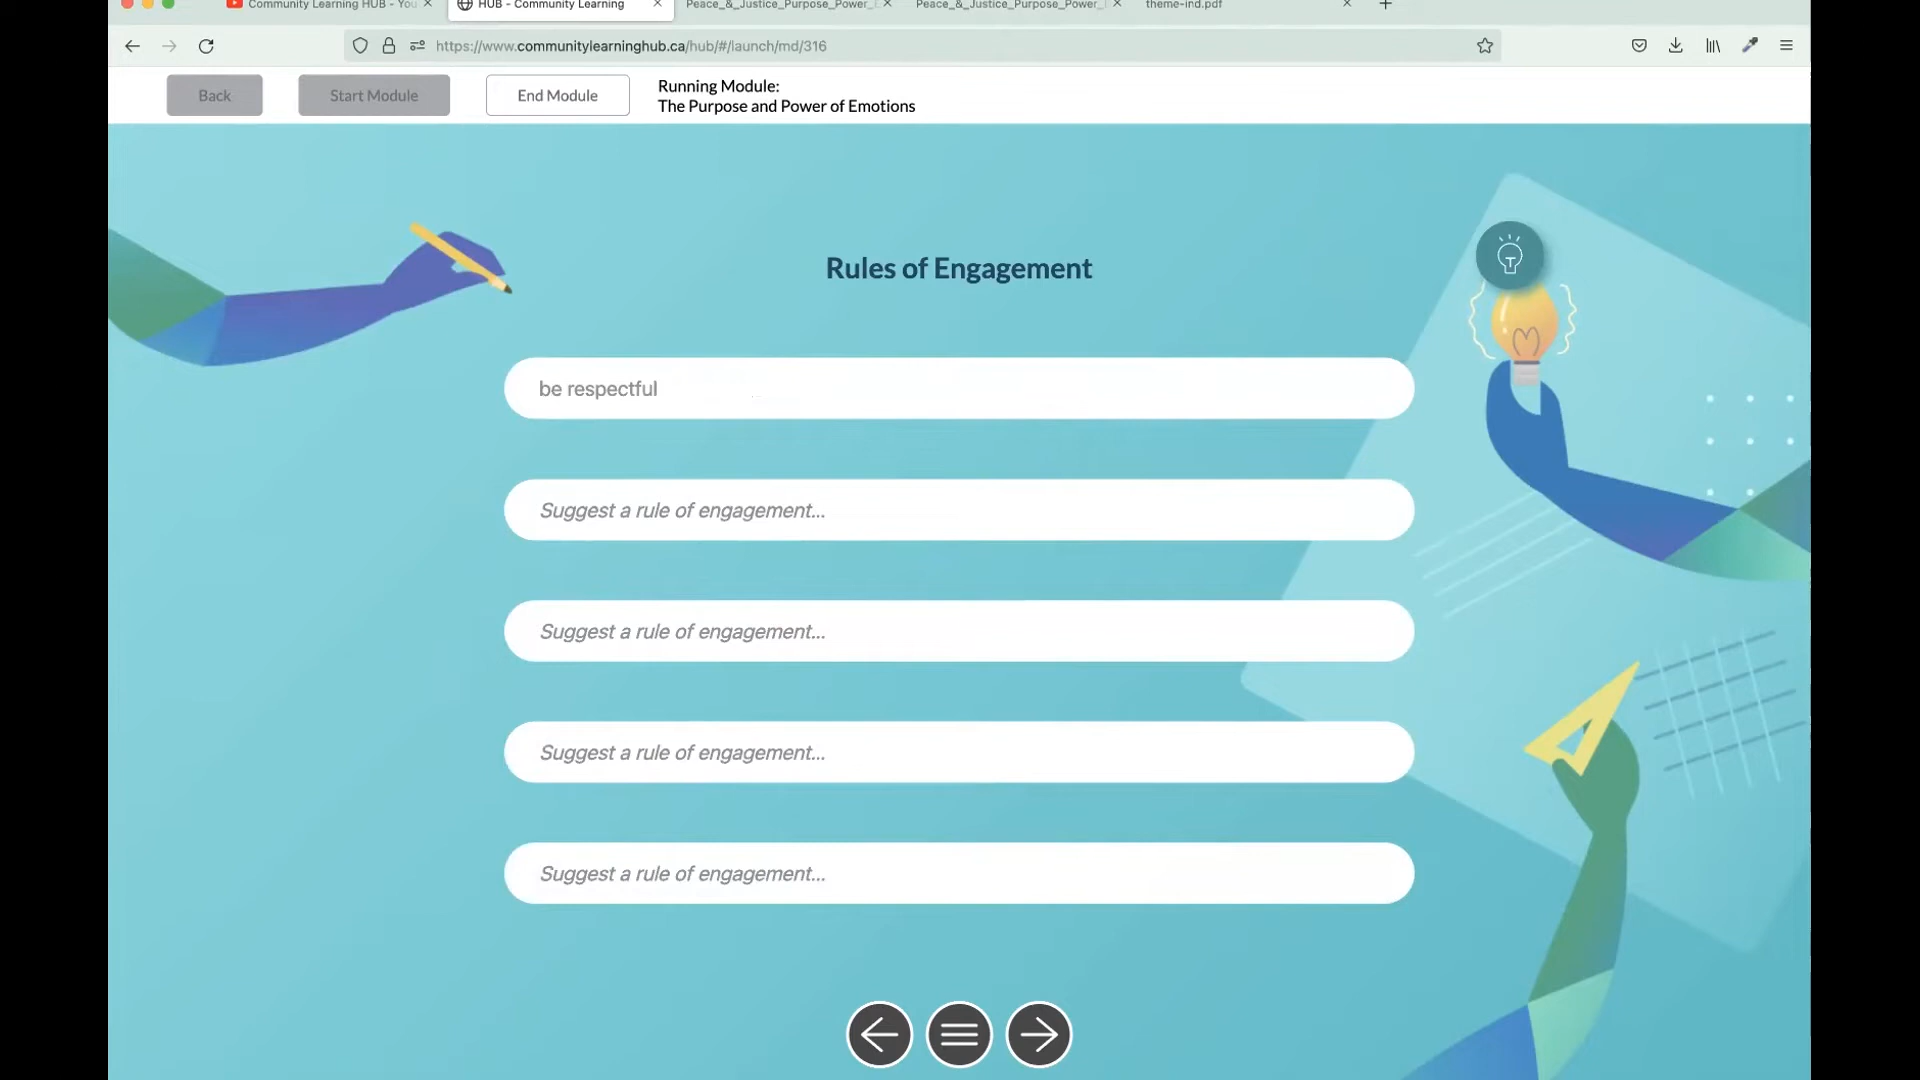 Community Learning HUB - You
HUB - Community Learning
Peace_&_Justice_Purpose_Power_
Peace_&_Justice_Purpose_Power_
theme-ind.pdf
https://www.communitylearninghub.ca/hub/#/launch/md/316
Back
Start Module
End Module
Running Module:
The Purpose and Power of Emotions
Rules of Engagement
be respectful
Suggest a rule of engagement...
Suggest a rule of engagement...
Suggest a rule of engagement...
Suggest a rule of engagement...